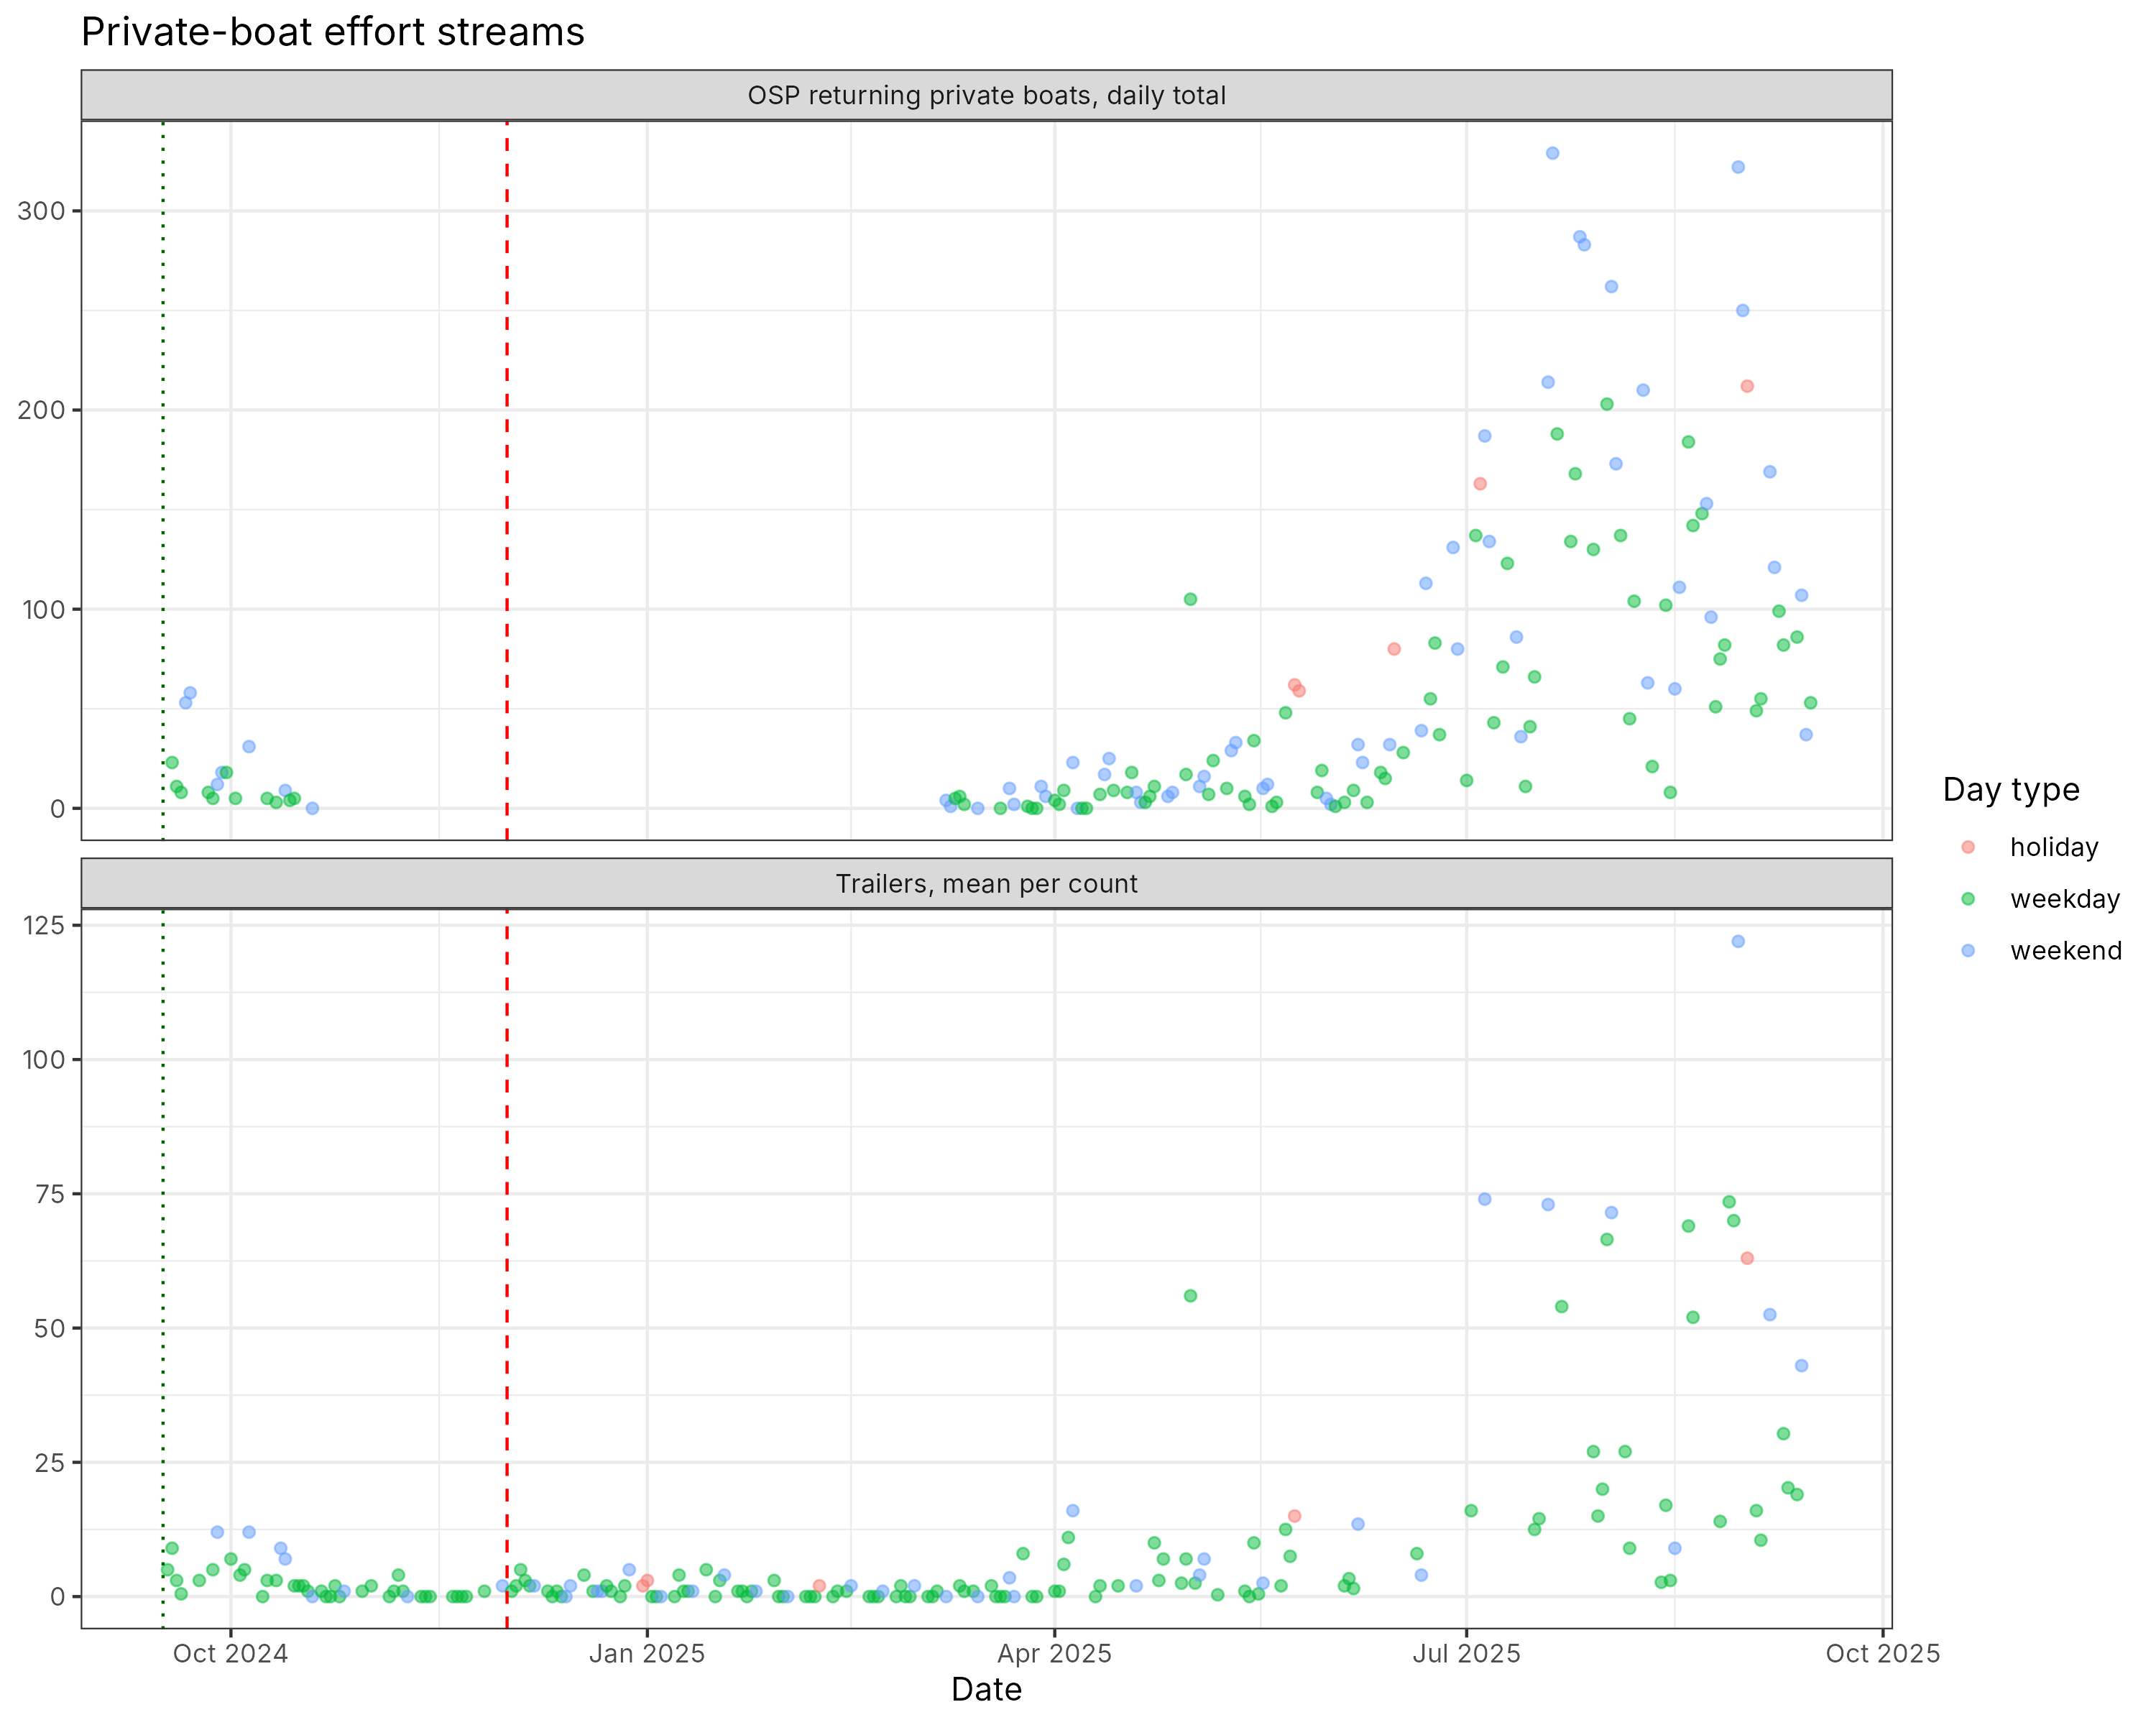 Private-boat effort streams
OSP returning private boats, daily total
300
200
100
0
Trailers, mean per count
125
100
75
50
25
0
Oct 2024
Jan 2025
Apr 2025
Jul 2025
Oct 2025
Date
Day type
holiday
weekday
weekend